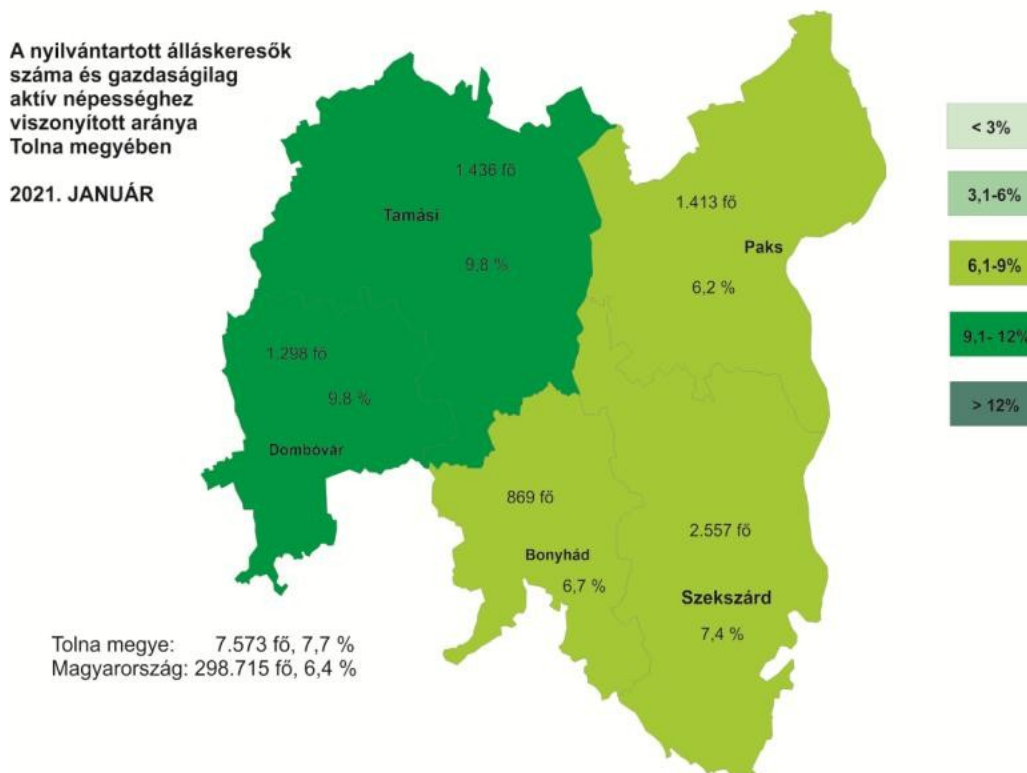 A nyilvántartott álláskeresők
száma és gazdaságilag
aktív népességhez
viszonyított aránya
Tolna megyében
2021. JANUÁR
1.436 fő
Tamási
9,8 %
1.413 fő
Paks
6,2 %
1.298 fő
9,8 %
Dombóvár
869 fő
Bonyhád
6,7 %
2.557 fő
Szekszárd
7,4 %
< 3%
3,1-6%
6,1-9%
9,1- 12%
> 12%
Tolna megye: 7.573 fő, 7,7 %
Magyarország: 298.715 fő, 6,4 %